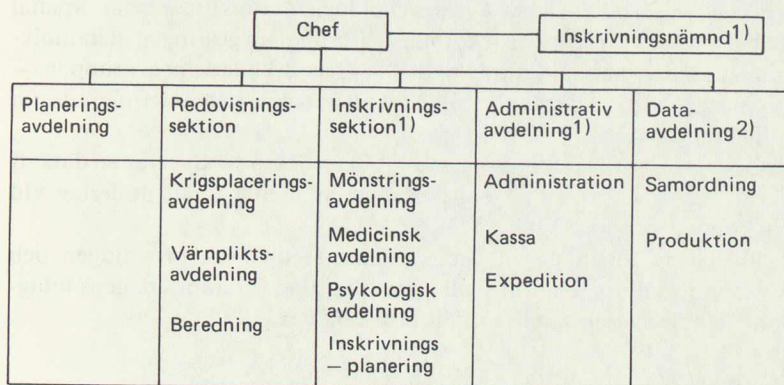 Chef
Inskrivningsnämnd1)
Planerings-
avdelning
Redovisnings-
sektion
Krigsplacerings-
avdelning
Värnplikts-
avdelning
Beredning
Inskrivnings-
sektion1)
Mönstrings-
avdelning
Medicinsk
avdelning
Psykologisk
avdelning
Inskrivnings
– planering
Administrativ
avdelning1)
Administration
Kassa
Expedition
Data-
avdelning2)
Samordning
Produktion